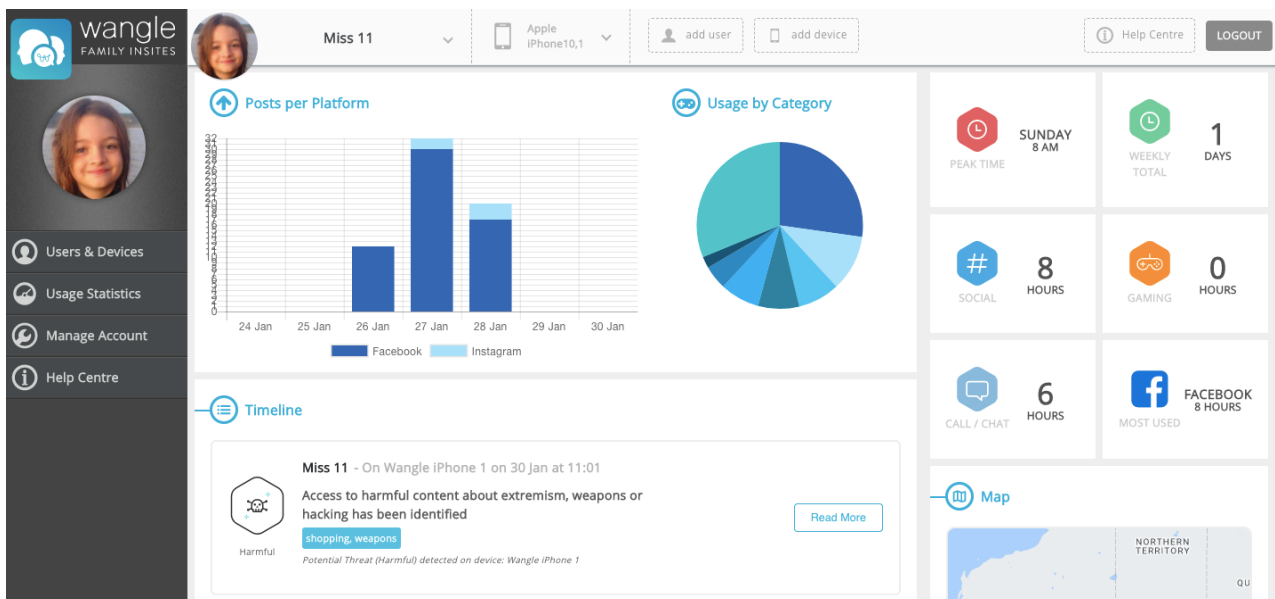 wangle
FAMILY INSITES
Miss 11
Apple
iPhone10,1
add user
add device
Help Centre
LOGOUT
Users & Devices
Usage Statistics
Manage Account
Help Centre
Posts per Platform
32
10
0
24 Jan 25 Jan 26 Jan 27 Jan 28 Jan 29 Jan 30 Jan
Facebook Instagram
Usage by Category
PEAK TIME
SUNDAY
8 AM
WEEKLY
TOTAL
1
DAYS
SOCIAL
8
HOURS
GAMING
0
HOURS
CALL / CHAT
6
HOURS
MOST USED
FACEBOOK
8 HOURS
Timeline
Miss 11 - On Wangle iPhone 1 on 30 Jan at 11:01
Access to harmful content about extremism, weapons or
hacking has been identified
shopping, weapons
Potential Threat (Harmful) detected on device: Wangle iPhone 1
Harmful
Read More
Map
NORTHERN
TERRITORY
QU